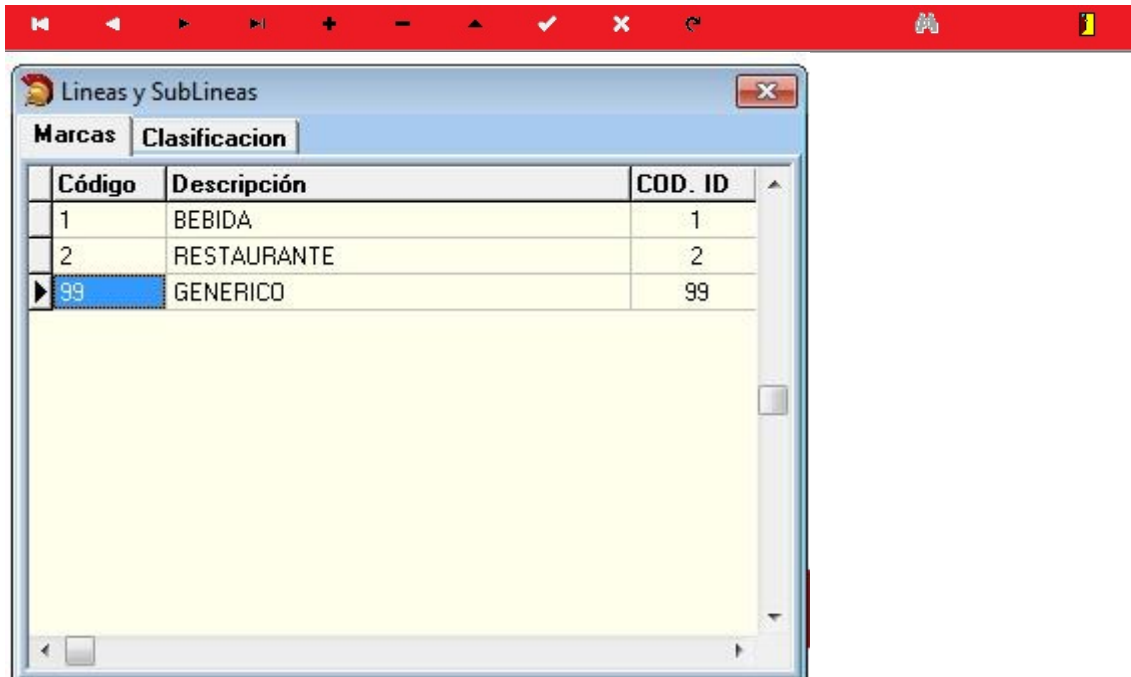 Lineas y SubLineas
Marcas Clasificacion
Código Descripción COD. ID
1 BEBIDA 1
2 RESTAURANTE 2
99 GENERICO 99